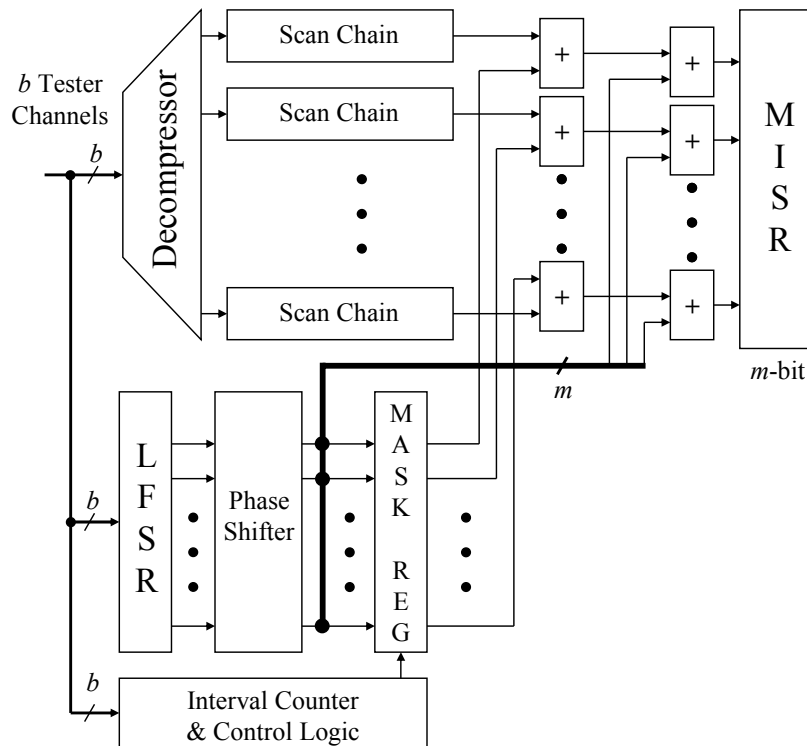 Scan Chain
+
+
b Tester
Channels
b
Decompressor
Scan Chain
+
+
Scan Chain
+
+
M
I
S
R
m
m-bit
b
L
F
S
R
Phase
Shifter
M
A
S
K
R
E
G
b
Interval Counter
& Control Logic